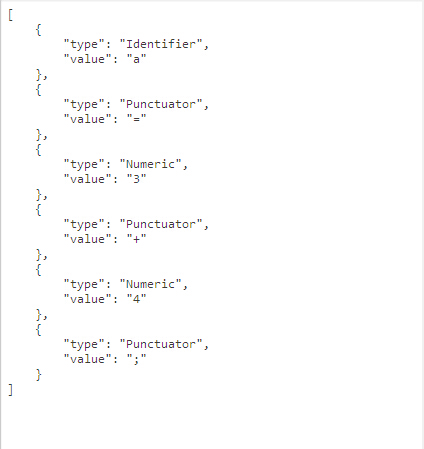 [
    {
        "type": "Identifier",
        "value": "a"
    },
    {
        "type": "Punctuator",
        "value": "="
    },
    {
        "type": "Numeric",
        "value": "3"
    },
    {
        "type": "Punctuator",
        "value": "+"
    },
    {
        "type": "Numeric",
        "value": "4"
    },
    {
        "type": "Punctuator",
        "value": ";"
    }
]